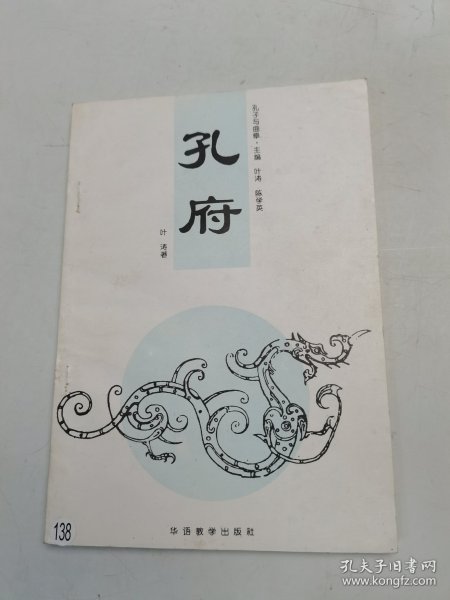 孔子与曲阜·主编 叶涛 陈学英
孔府
叶涛著
138
华语教学出版社
孔夫子旧书网
www.kongfz.com